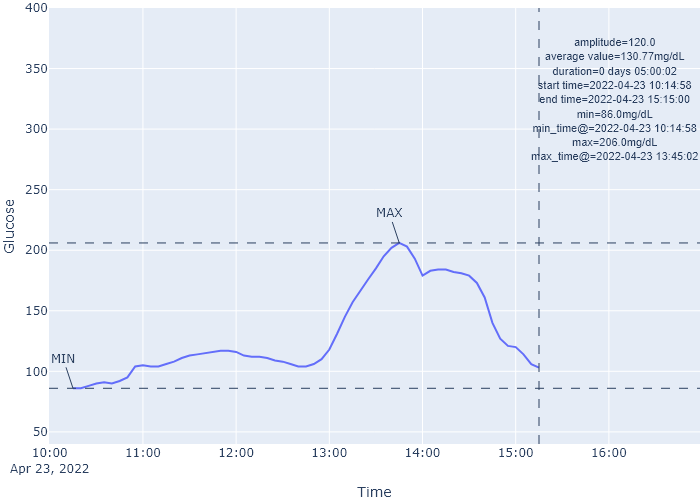 400
350
300
250
200
150
100
50
Glucose
amplitude=120.0
average value=130.77mg/dL
duration=0 days 05:00:02
start time=2022-04-23 10:14:58
end time=2022-04-23 15:15:00
min=86.0mg/dL
min_time@=2022-04-23 10:14:58
max=206.0mg/dL
max_time@=2022-04-23 13:45:02
MAX
MIN
10:00 11:00 12:00 13:00 14:00 15:00 16:00
Apr 23, 2022
Time